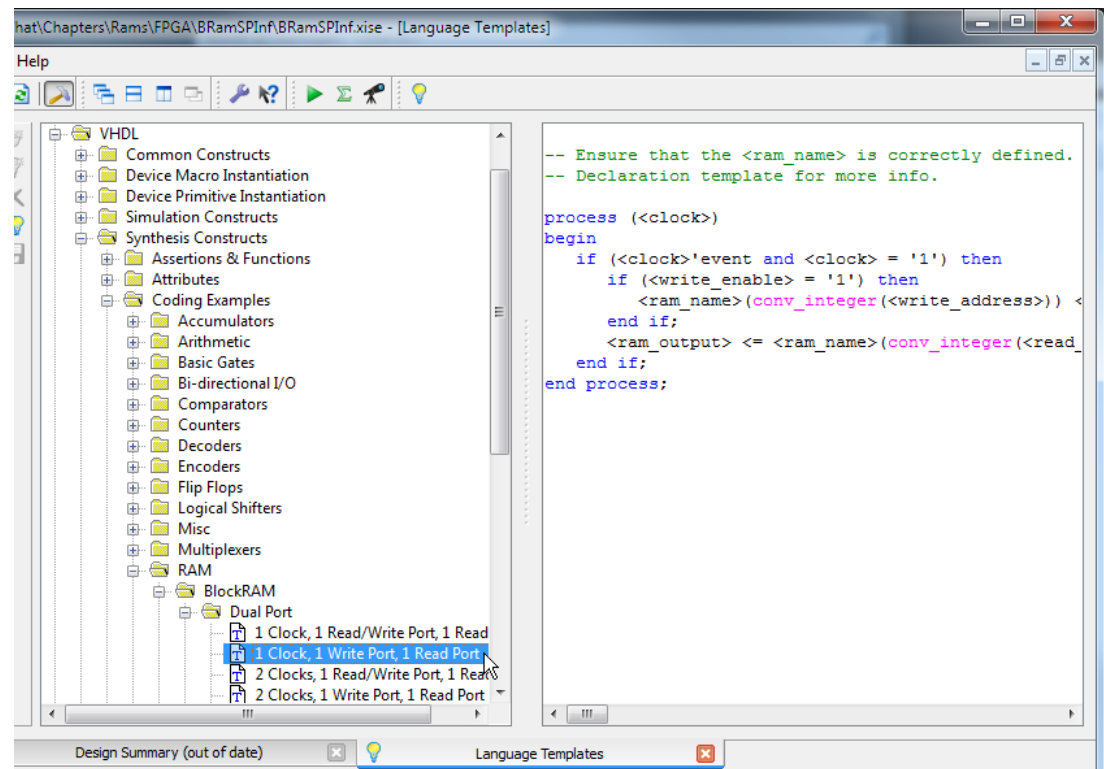 hat\Chapters\Rams\FPGA\BRamSPInf\BRamSPInf.xise - [Language Templates]
Help
VHDL
Common Constructs
Device Macro Instantiation
Device Primitive Instantiation
Simulation Constructs
Synthesis Constructs
Assertions & Functions
Attributes
Coding Examples
Accumulators
Arithmetic
Basic Gates
Bi-directional I/O
Comparators
Counters
Decoders
Encoders
Flip Flops
Logical Shifters
Misc
Multiplexers
RAM
BlockRAM
Dual Port
1 Clock, 1 Read/Write Port, 1 Read
1 Clock, 1 Write Port, 1 Read Port
2 Clocks, 1 Read/Write Port, 1 Read
2 Clocks, 1 Write Port, 1 Read Port
-- Ensure that the <ram_name> is correctly defined.
-- Declaration template for more info.
process (<clock>)
begin
if (<clock>'event and <clock> = '1') then
if (<write_enable> = '1') then
<ram_name>(conv_integer(<write_address>)) <
end if;
<ram_output> <= <ram_name>(conv_integer(<read_
end if;
end process;
Design Summary (out of date)
Language Templates